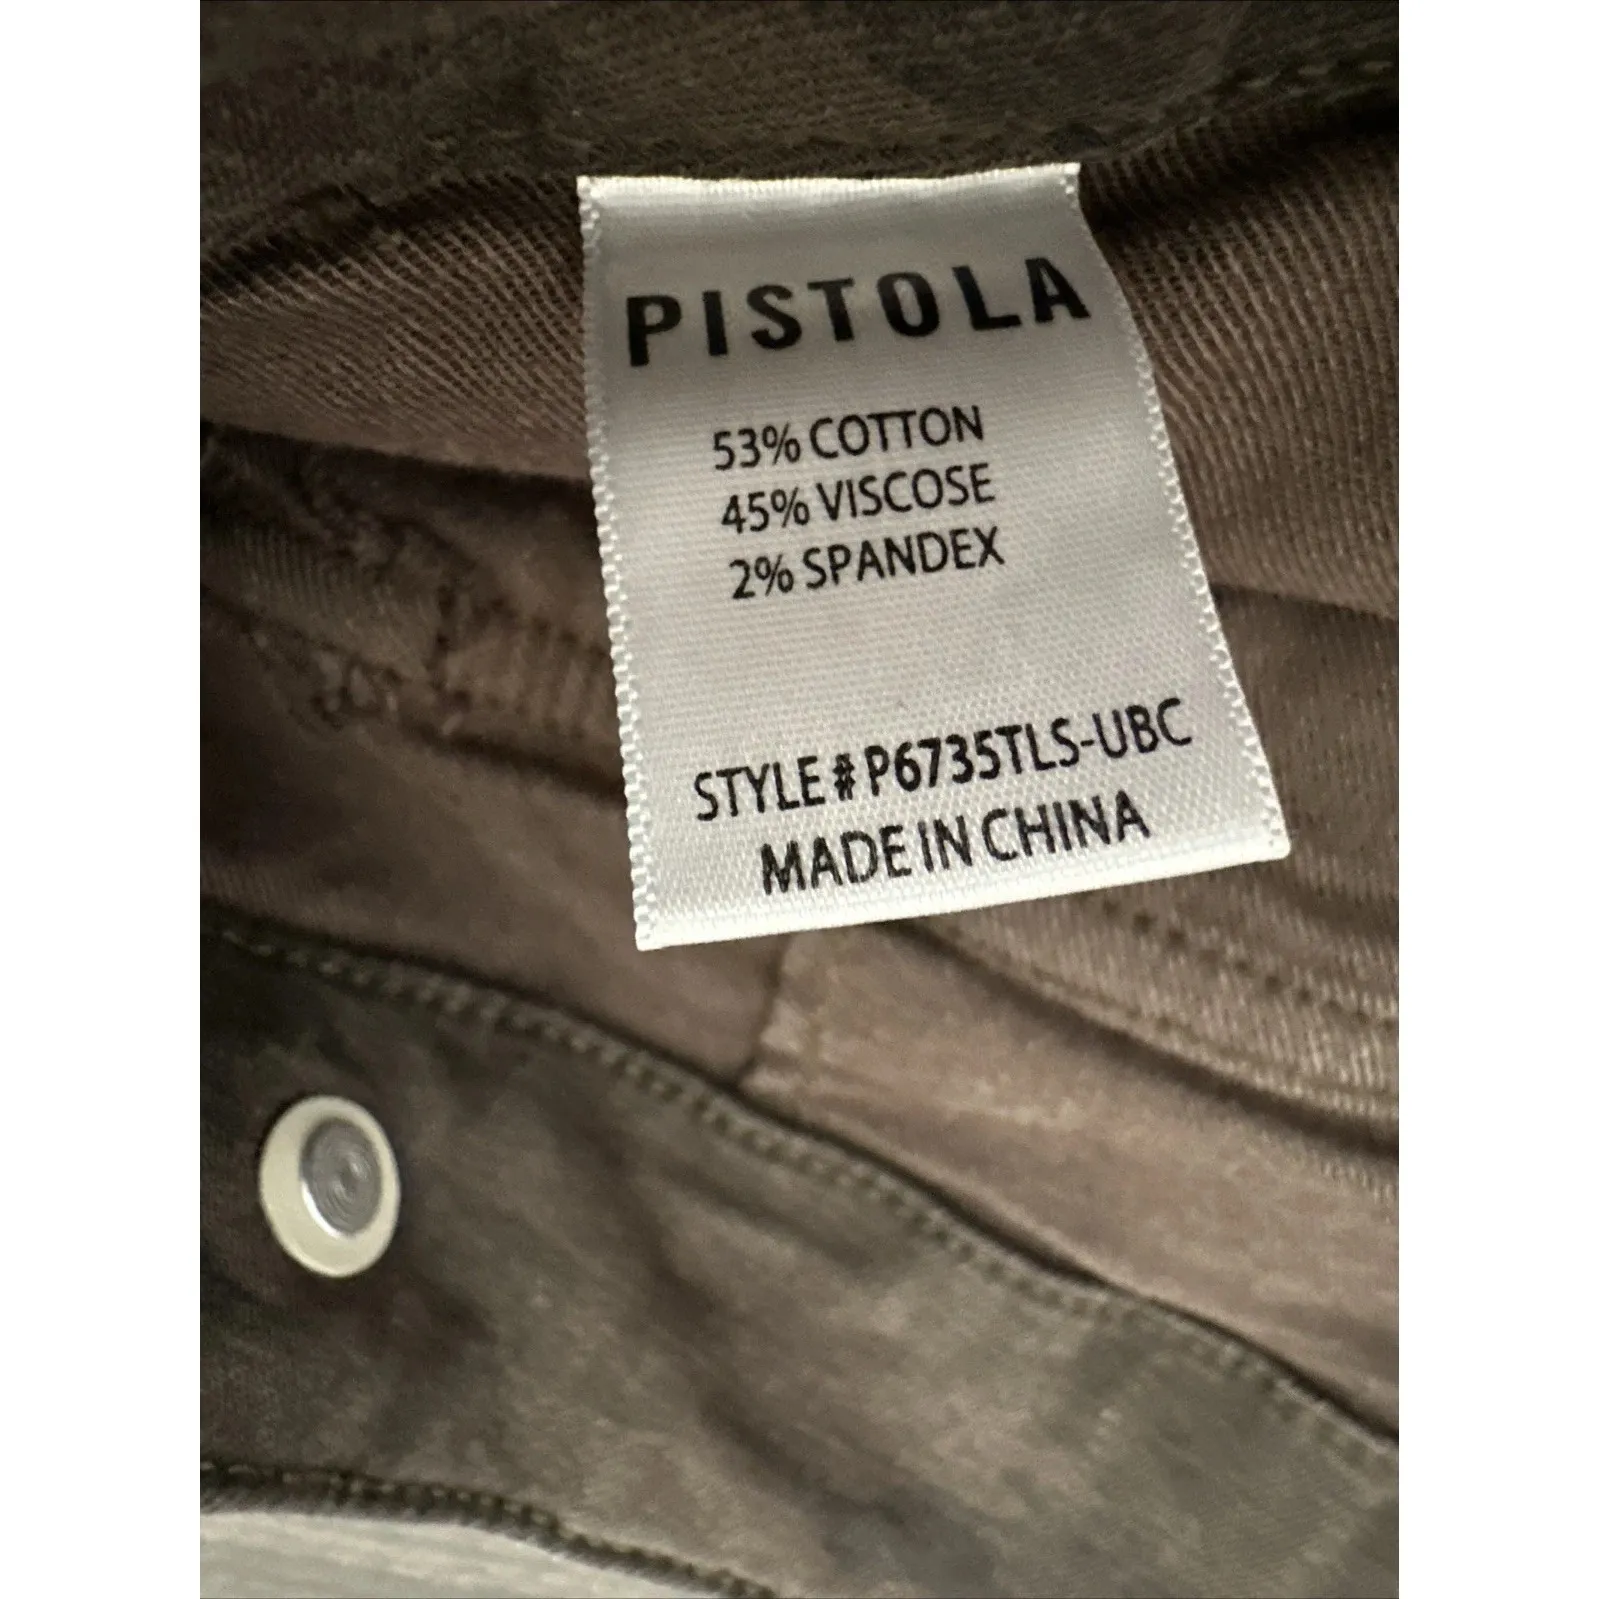 PISTOLA
53% COTTON
45% VISCOSE
2% SPANDEX
STYLE # P6735TLS-UBC
MADE IN CHINA